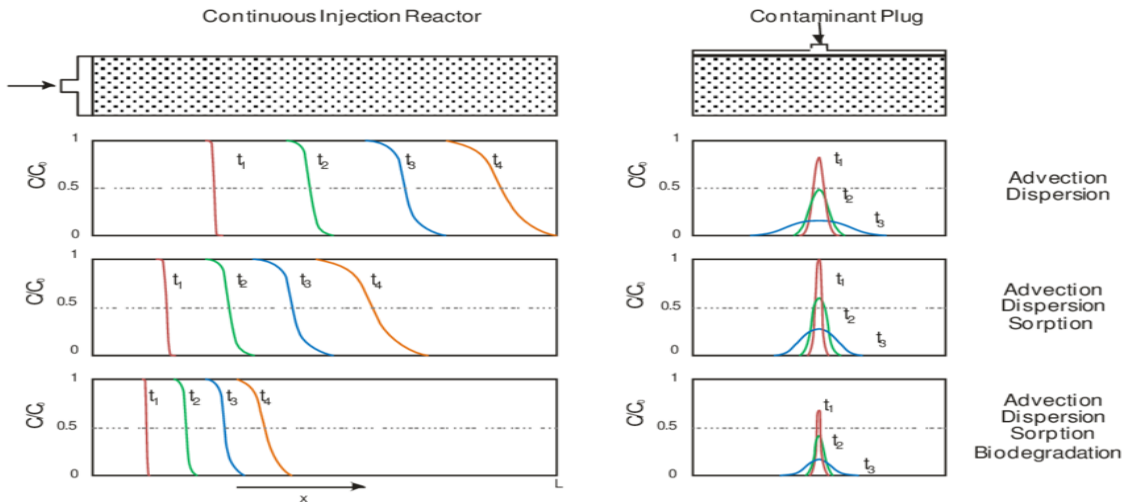 Continuous Injection Reactor
Contaminant Plug
1
C/C0
0.5
0
t1
t2
t3
t4
1
C/C0
0.5
0
t1
t2
t3
Advection
Dispersion
1
C/C0
0.5
0
t1
t2
t3
t4
1
C/C0
0.5
0
t1
t2
t3
Advection
Dispersion
Sorption
1
C/C0
0.5
0
t1
t2
t3
t4
x
L
1
C/C0
0.5
0
t1
t2
t3
Advection
Dispersion
Sorption
Biodegradation